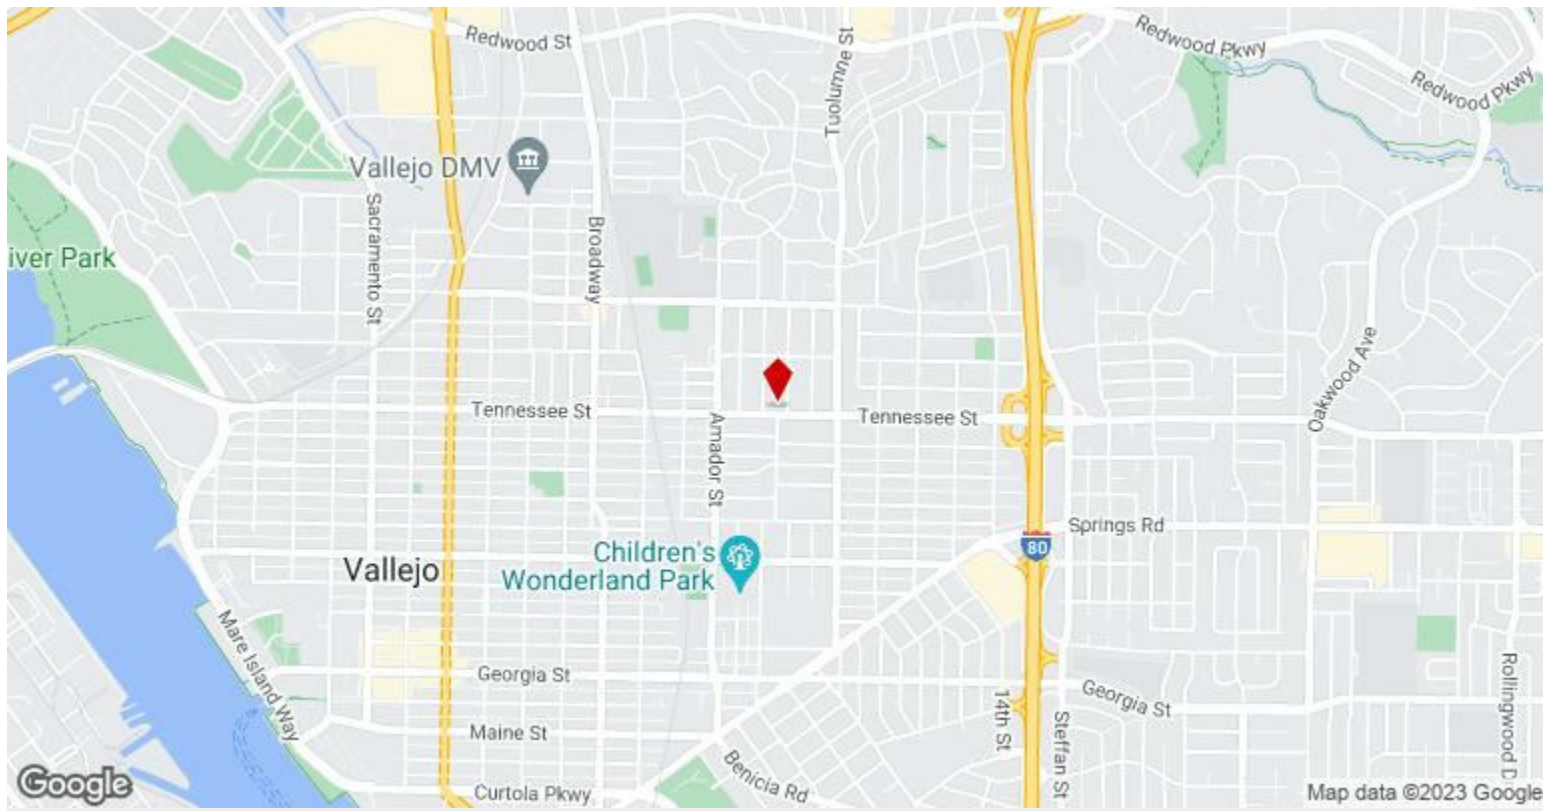 Redwood St
Tuolumne St
Redwood Pkwy
Redwood Pkwy
Vallejo DMV
Sacramento St
Broadway
iver Park
Oakwood Ave
Tennessee St
Tennessee St
Amador St
Springs Rd
80
Children's
Wonderland Park
Vallejo
Mare Island Way
Georgia St
Georgia St
Rollingwood D
14th St
Steffan St
Maine St
Benicia Rd
Curtola Pkwy
Google
Map data ©2023 Google